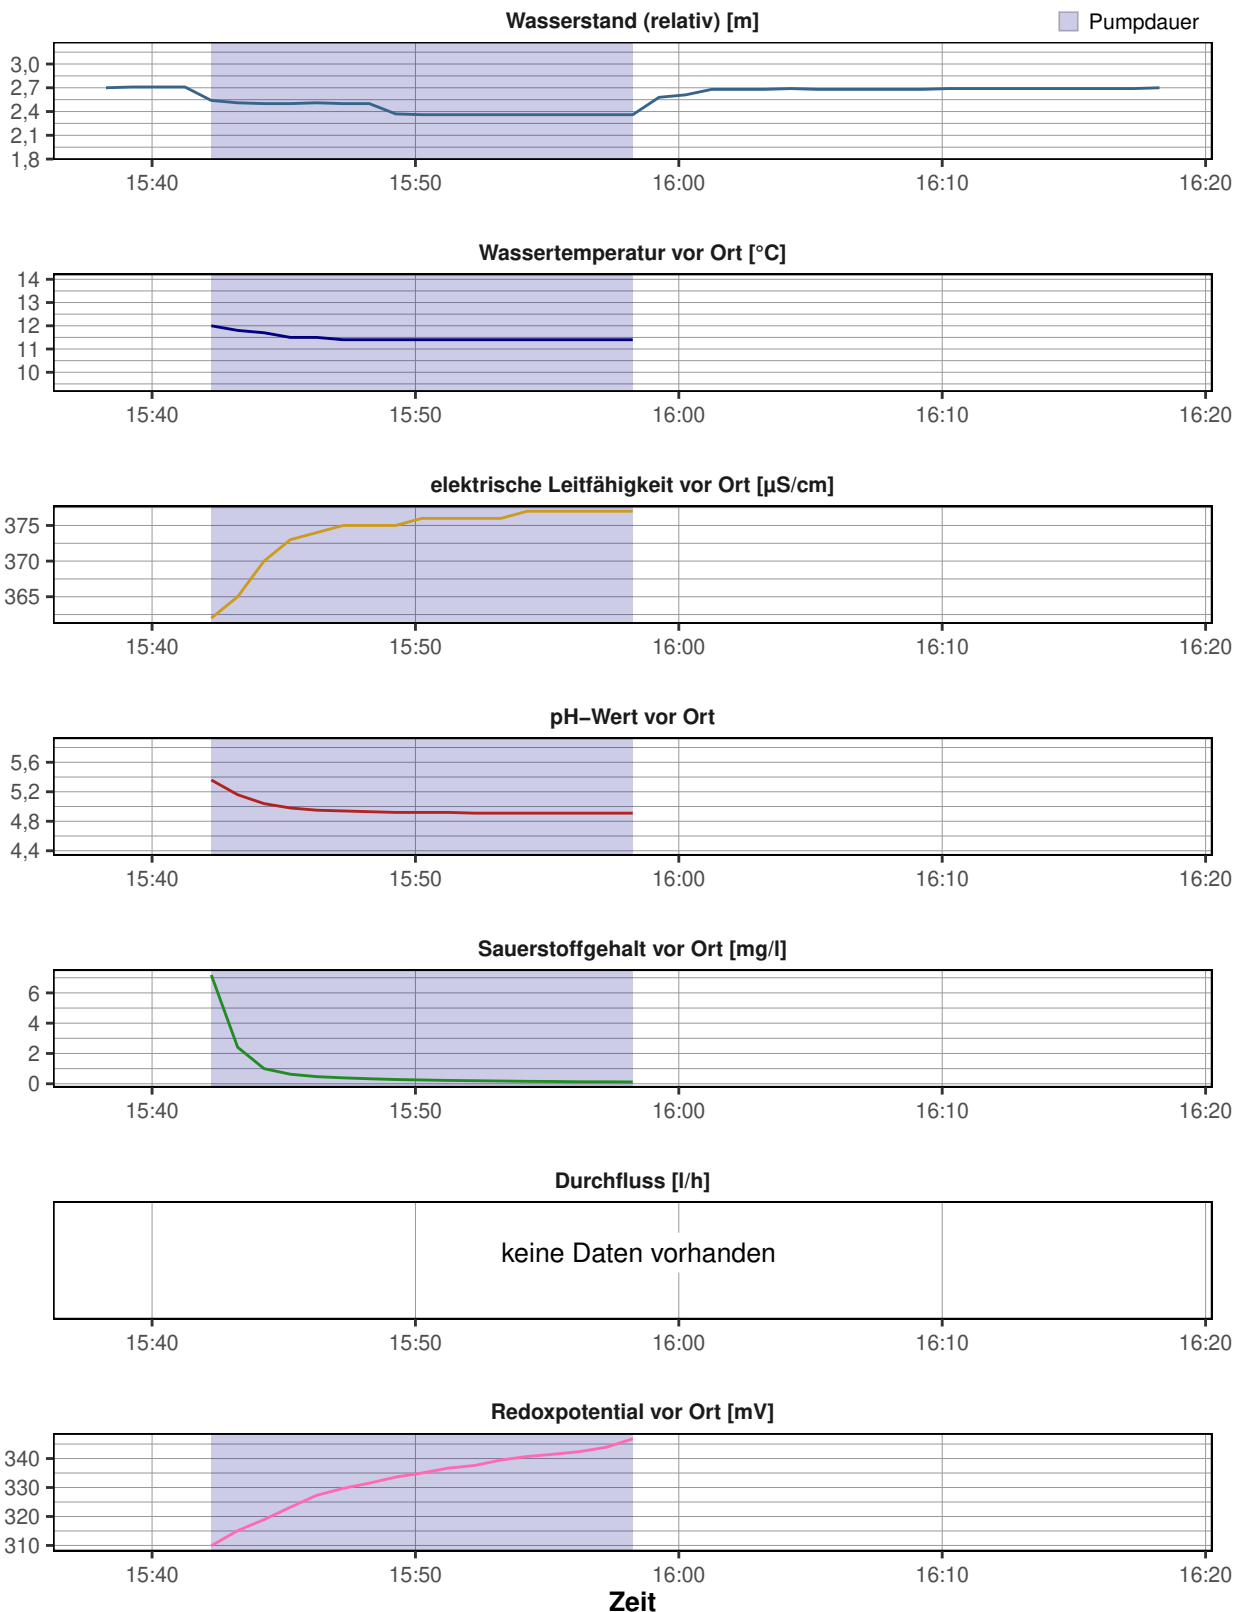 Wasserstand (relativ) [m]
Pumpdauer
3,0
2,7
2,4
2,1
1,8
15:40 15:50 16:00 16:10 16:20
Wassertemperatur vor Ort [°C]
14
13
12
11
10
15:40 15:50 16:00 16:10 16:20
elektrische Leitfähigkeit vor Ort [µS/cm]
375
370
365
15:40 15:50 16:00 16:10 16:20
pH−Wert vor Ort
5,6
5,2
4,8
4,4
15:40 15:50 16:00 16:10 16:20
Sauerstoffgehalt vor Ort [mg/l]
6
4
2
0
15:40 15:50 16:00 16:10 16:20
Durchfluss [l/h]
keine Daten vorhanden
15:40 15:50 16:00 16:10 16:20
Redoxpotential vor Ort [mV]
340
330
320
310
15:40 15:50 16:00 16:10 16:20
Zeit